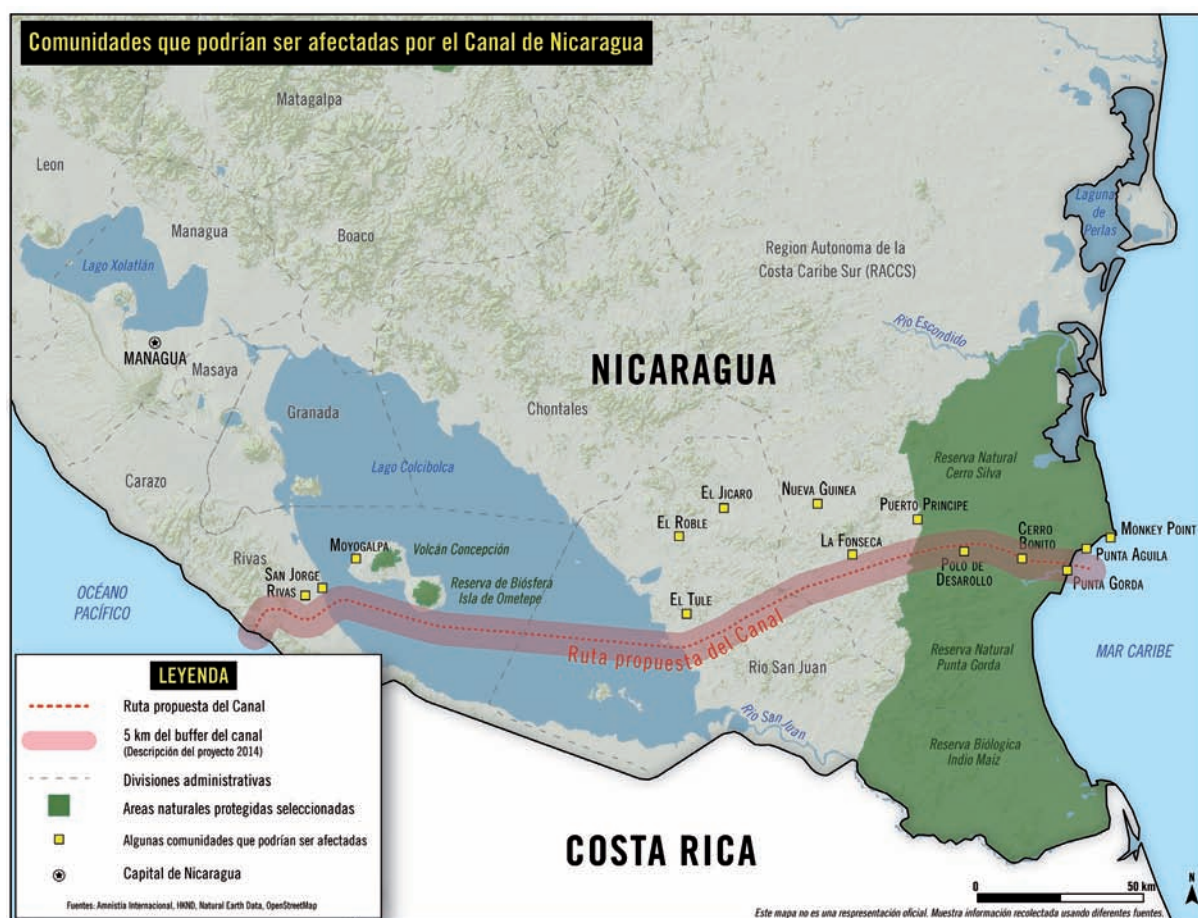 Comunidades que podrían ser afectadas por el Canal de Nicaragua
Matagalpa
Leon
Managua
Boaco
Lago Xolatlán
Laguna
de
Perlas
Region Autonoma de la
Costa Caribe Sur (RACCS)
Río Escondido
MANAGUA
Masaya
NICARAGUA
Granada
Chontales
Carazo
Lago Colcibolca
Reserva Natural
Cerro Silva
EL JICARO
NUEVA GUINEA
PUERTO PRINCIPE
EL ROBLE
LA FONSECA
CERRO
BONITO
MONKEY POINT
PUNTA AGUILA
POLO DE
DESAROLLO
PUNTA GORDA
MOYOGALPA
Volcán Concepción
Rivas
SAN JORGE
RIVAS
Reserva de Biósfera
Isla de Ometepe
EL TULE
OCÉANO
PACÍFICO
Ruta propuesta del Canal
Rio San Juan
Reserva Natural
Punta Gorda
MAR CARIBE
Río San Juan
Reserva Biólogica
Indio Maíz
COSTA RICA
LEYENDA
Ruta propuesta del Canal
5 km del buffer del canal
(Descripción del proyecto 2014)
Divisiones administrativas
Areas naturales protegidas seleccionadas
Algunas comunidades que podrían ser afectadas
Capital de Nicaragua
Fuentes: Amnistía Internacional, HKND, Natural Earth Data, OpenStreetMap
0 50 km
N
Este mapa no es una respresentación oficial. Muestra información recolectada usando diferentes fuentes.